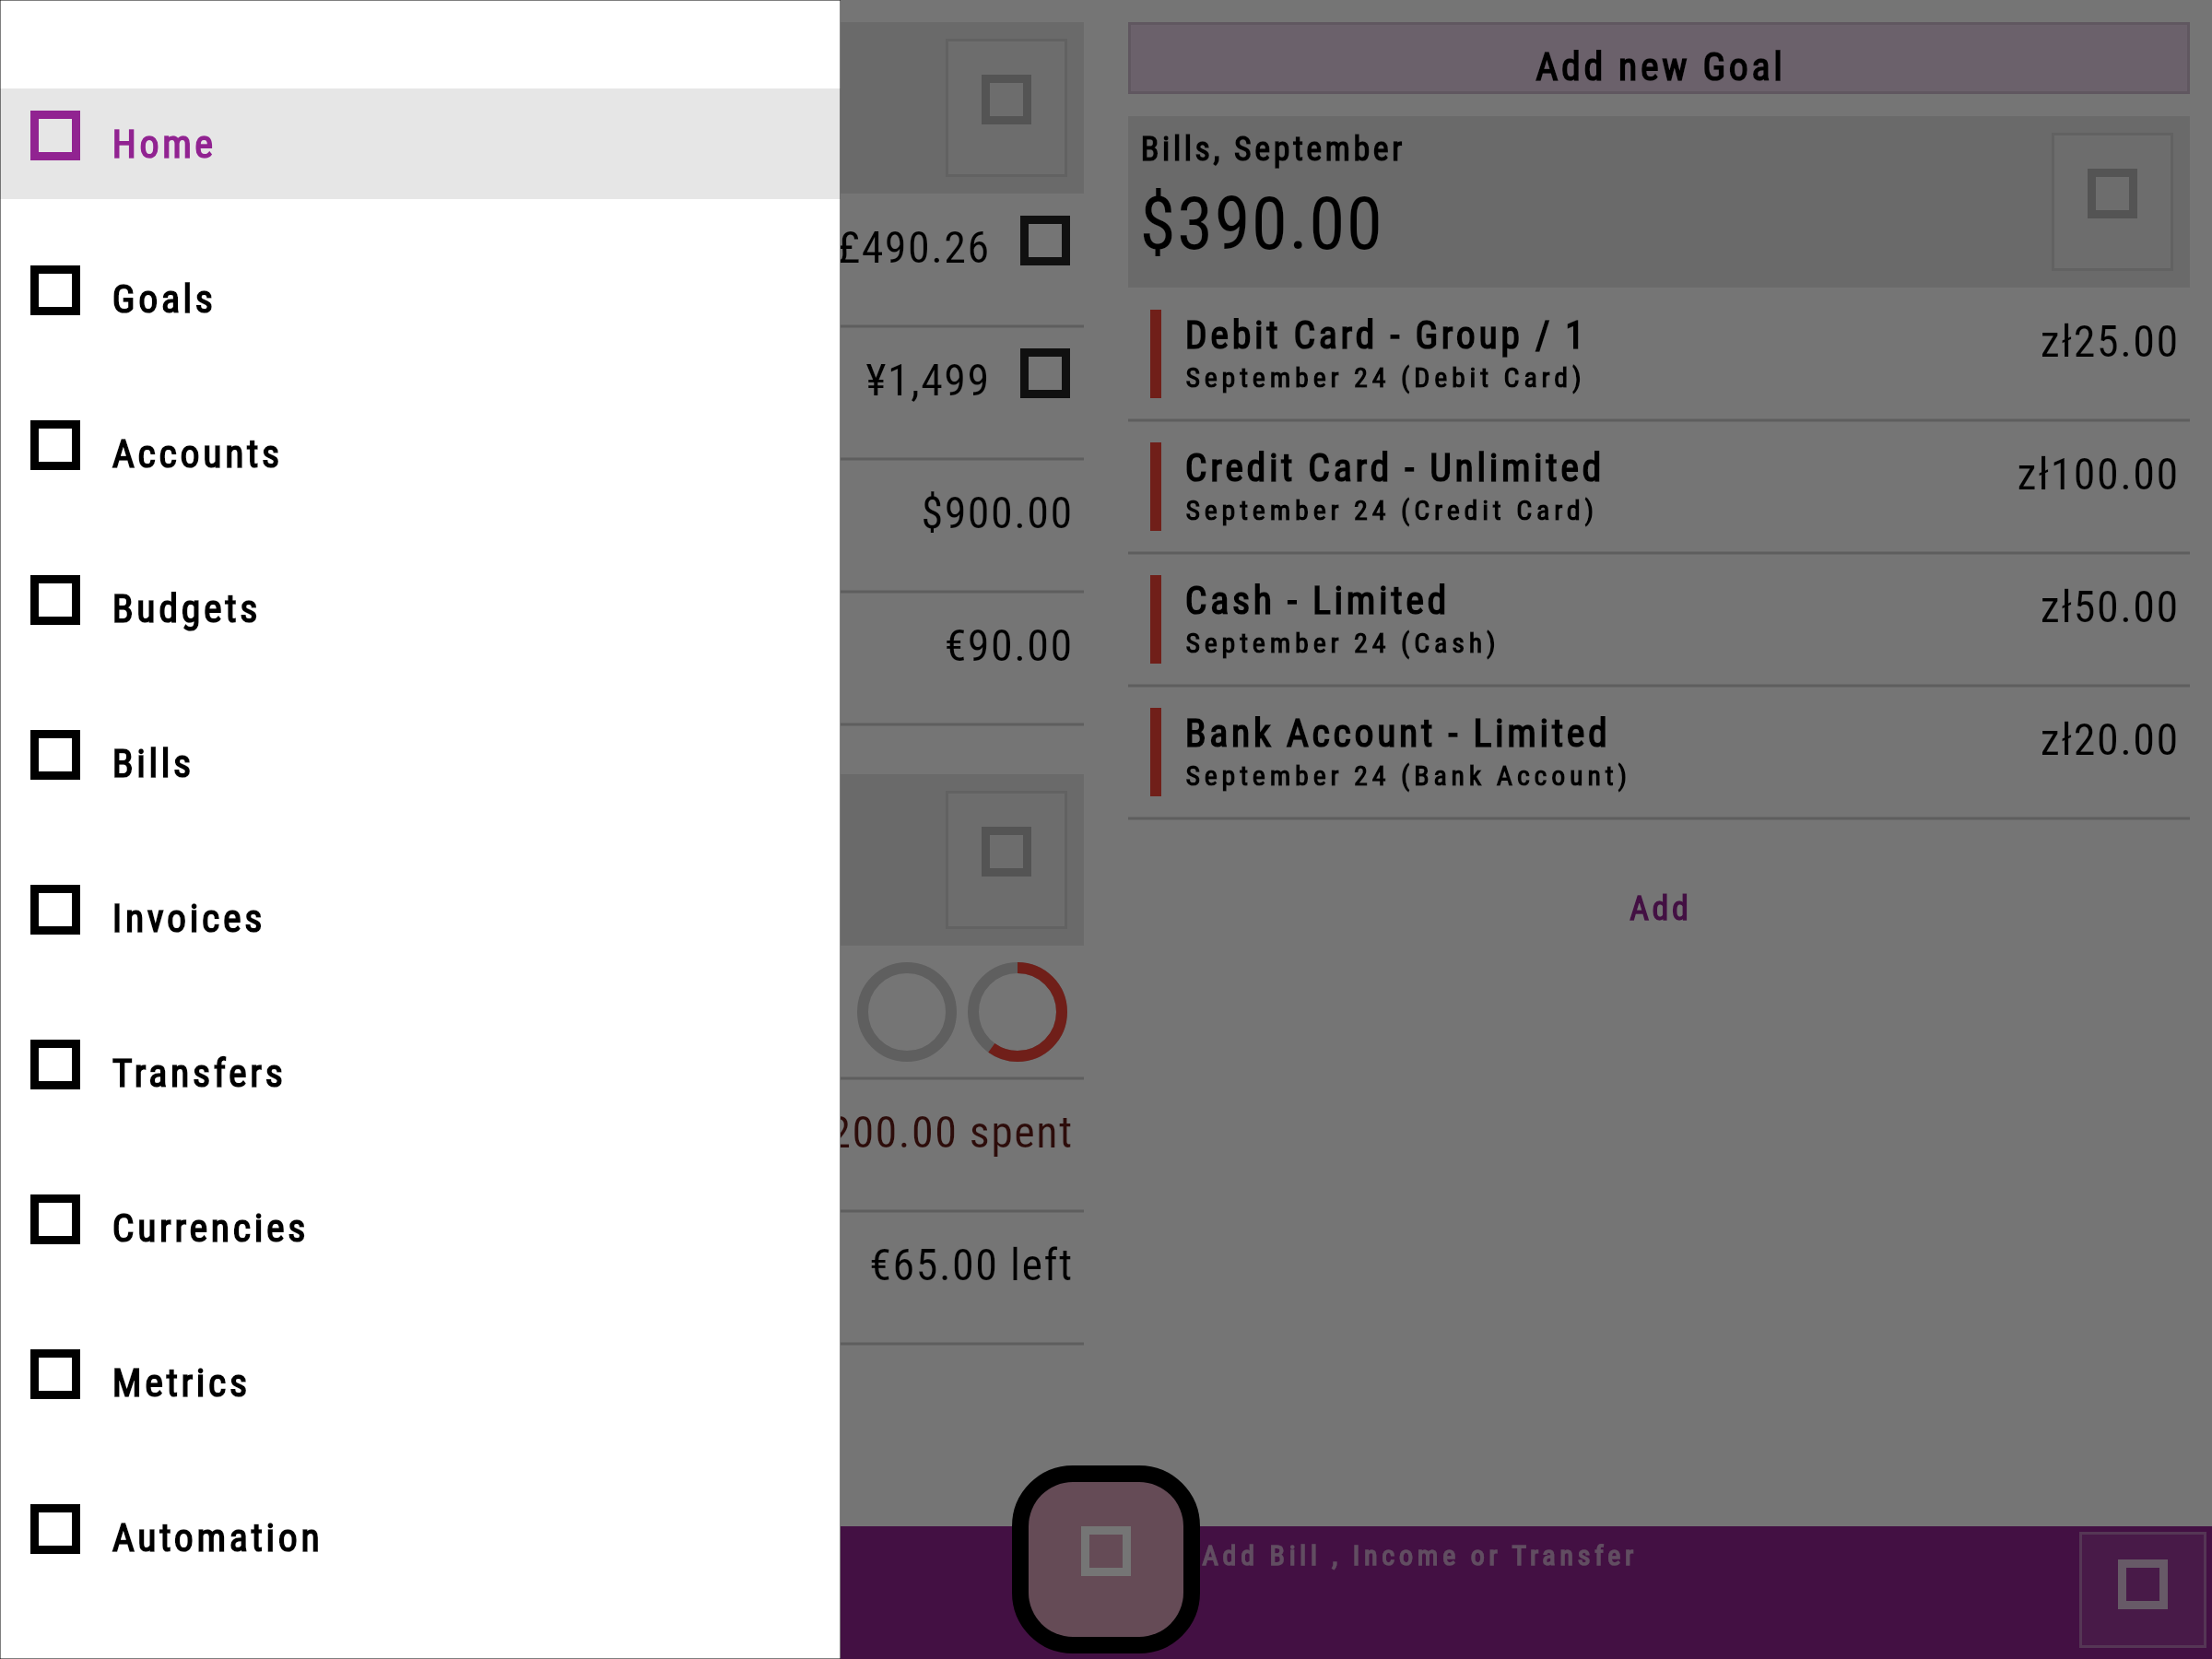 Home
Goals
Accounts
Budgets
Bills
Invoices
Transfers
Currencies
Metrics
Automation
£490.26
¥1,499
$900.00
€90.00
200.00 spent
€65.00 left
Add new Goal
Bills, September
$390.00
Debit Card - Group / 1
September 24 (Debit Card)
zł25.00
Credit Card - Unlimited
September 24 (Credit Card)
zł100.00
Cash - Limited
September 24 (Cash)
zł50.00
Bank Account - Limited
September 24 (Bank Account)
zł20.00
Add
Add Bill , Income or Transfer